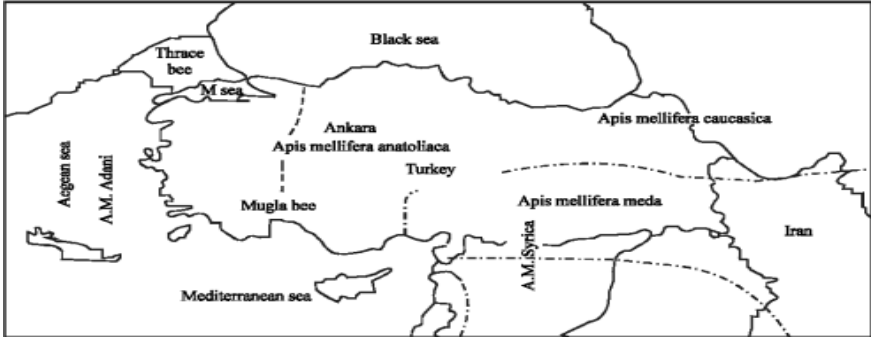 Black sea
Thrace
bee
M sea
Apis mellifera caucasica
Ankara
Apis mellifera anatoliaca
Turkey
Aegean sea
A.M. Adani
Mugla bee
Apis mellifera meda
A.M. Syrica
Iran
Mediterranean sea